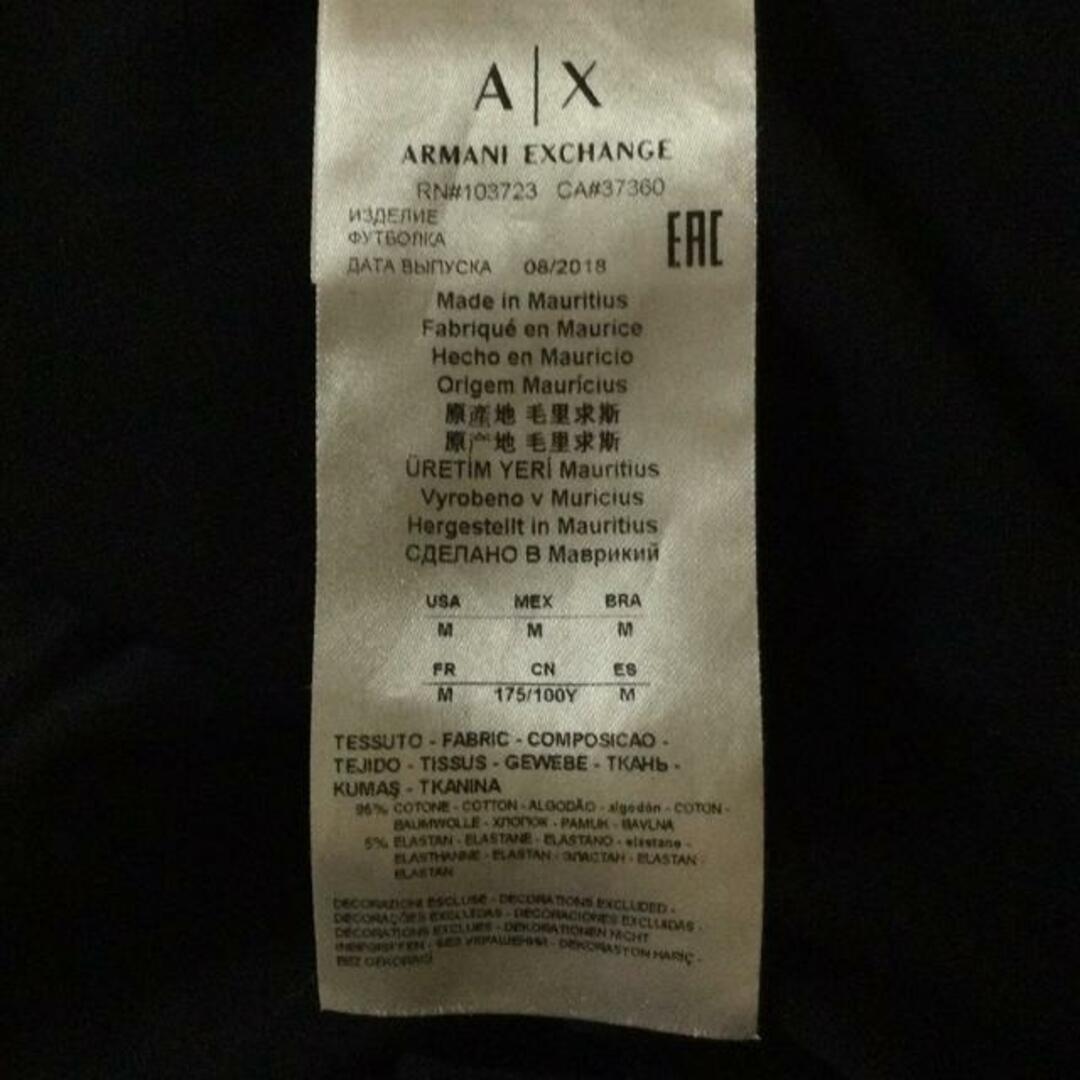 A|X
ARMANI EXCHANGE
RN#103723 CA#37360
ИЗДЕЛИЕ
ФУТБОЛКА
ДАТА ВЫПУСКА 08/2018
EAC
Made in Mauritius
Fabriqué en Maurice
Hecho en Mauricio
Origem Maurícius
原產地 毛里求斯
原产地 毛里求斯
ÜRETİM YERİ Mauritius
Vyrobeno v Muricius
Hergestellt in Mauritius
СДЕЛАНО В Маврикий
USA MEX BRA
M M M
FR CN ES
M 175/100Y M
TESSUTO - FABRIC - COMPOSICAO -
TEJIDO - TISSUS - GEWEBE - ТКАНЬ -
KUMAŞ - TKANINA
95% COTONE - COTTON - ALGODÃO - algodón - COTON -
BAUMWOLLE - ХЛОПОК - PAMUK - BAVLNA
5% ELASTAN - ELASTANE - ELASTANO - elastano -
ELASTHANNE - ELASTAN - ЭЛАСТАН - ELASTAN
ELASTAN
DECORAZIONI ESCLUSE - DECORATIONS EXCLUDED -
DECORAÇÕES EXCLUIDAS - DECORACIONES EXCLUIDAS -
DECORATIONS EXCLUES - DEKORATIONEN NICHT
INBEGRIFFEN - БЕЗ УКРАШЕНИЙ - DEKORASYON HARİÇ -
BEZ DEKORACÍ